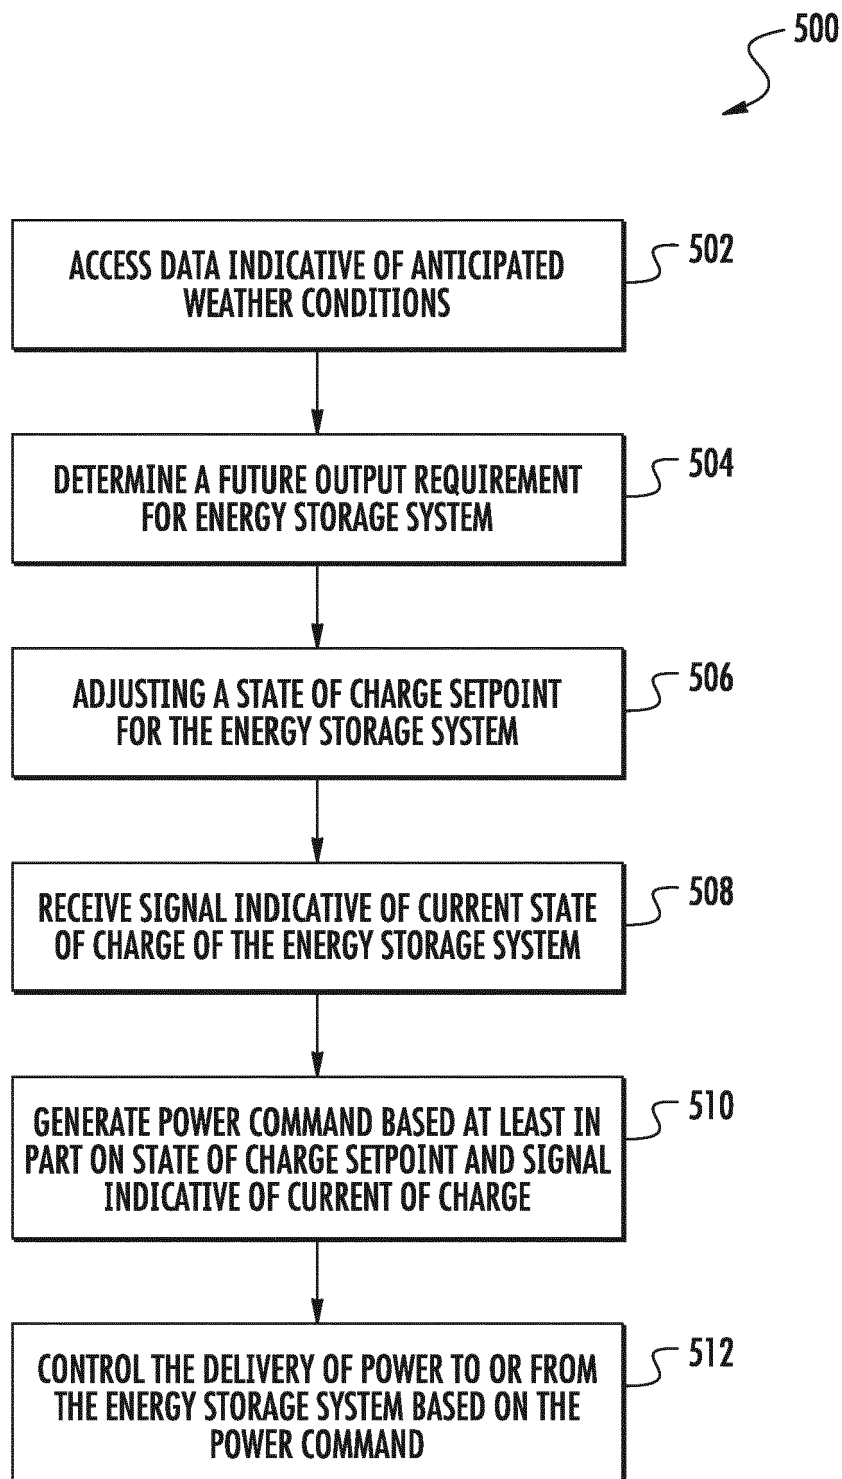 500
ACCESS DATA INDICATIVE OF ANTICIPATED
WEATHER CONDITIONS
502
DETERMINE A FUTURE OUTPUT REQUIREMENT
FOR ENERGY STORAGE SYSTEM
504
ADJUSTING A STATE OF CHARGE SETPOINT
FOR THE ENERGY STORAGE SYSTEM
506
RECEIVE SIGNAL INDICATIVE OF CURRENT STATE
OF CHARGE OF THE ENERGY STORAGE SYSTEM
508
GENERATE POWER COMMAND BASED AT LEAST IN
PART ON STATE OF CHARGE SETPOINT AND SIGNAL
INDICATIVE OF CURRENT OF CHARGE
510
CONTROL THE DELIVERY OF POWER TO OR FROM
THE ENERGY STORAGE SYSTEM BASED ON THE
POWER COMMAND
512